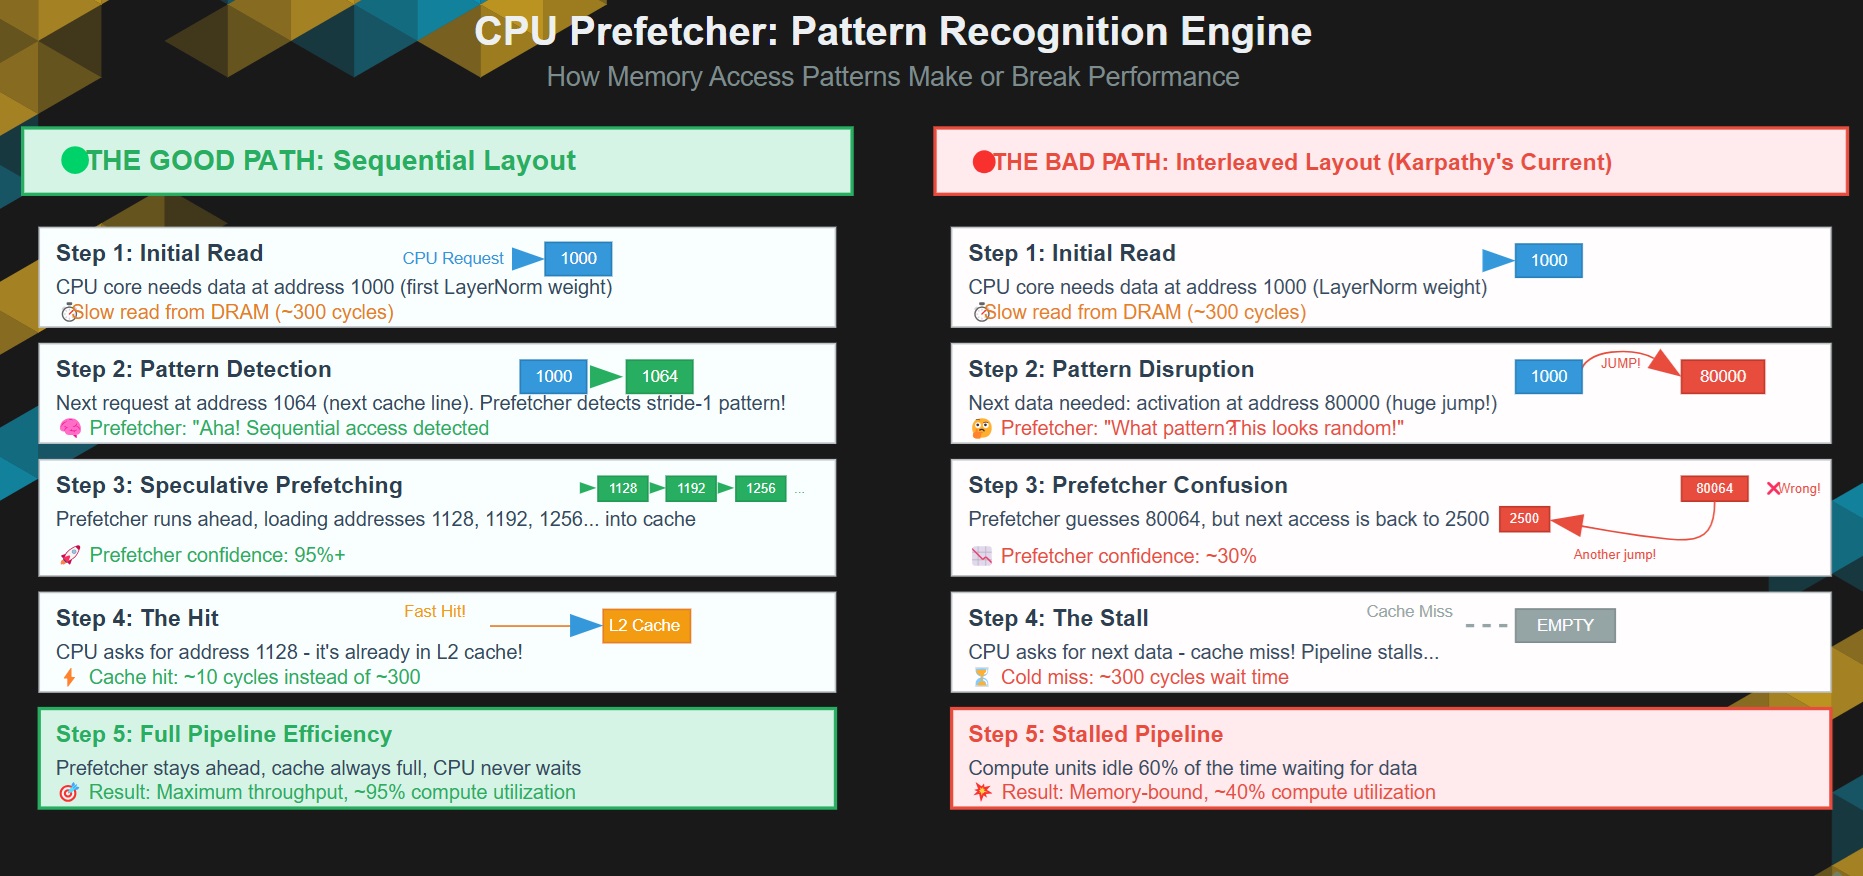 CPU Prefetcher: Pattern Recognition Engine
How Memory Access Patterns Make or Break Performance
THE GOOD PATH: Sequential Layout
Step 1: Initial Read
CPU Request
1000
CPU core needs data at address 1000 (first LayerNorm weight)
Slow read from DRAM (~300 cycles)
Step 2: Pattern Detection
1000
1064
Next request at address 1064 (next cache line). Prefetcher detects stride-1 pattern!
Prefetcher: "Aha! Sequential access detected
Step 3: Speculative Prefetching
1128
1192
1256
...
Prefetcher runs ahead, loading addresses 1128, 1192, 1256... into cache
Prefetcher confidence: 95%+
Step 4: The Hit
Fast Hit!
L2 Cache
CPU asks for address 1128 - it's already in L2 cache!
Cache hit: ~10 cycles instead of ~300
Step 5: Full Pipeline Efficiency
Prefetcher stays ahead, cache always full, CPU never waits
Result: Maximum throughput, ~95% compute utilization
THE BAD PATH: Interleaved Layout (Karpathy's Current)
Step 1: Initial Read
1000
CPU core needs data at address 1000 (LayerNorm weight)
Slow read from DRAM (~300 cycles)
Step 2: Pattern Disruption
1000
JUMP!
80000
Next data needed: activation at address 80000 (huge jump!)
Prefetcher: "What pattern? This looks random!"
Step 3: Prefetcher Confusion
80064
Wrong!
Prefetcher guesses 80064, but next access is back to 2500
2500
Another jump!
Prefetcher confidence: ~30%
Step 4: The Stall
Cache Miss
EMPTY
CPU asks for next data - cache miss! Pipeline stalls...
Cold miss: ~300 cycles wait time
Step 5: Stalled Pipeline
Compute units idle 60% of the time waiting for data
Result: Memory-bound, ~40% compute utilization